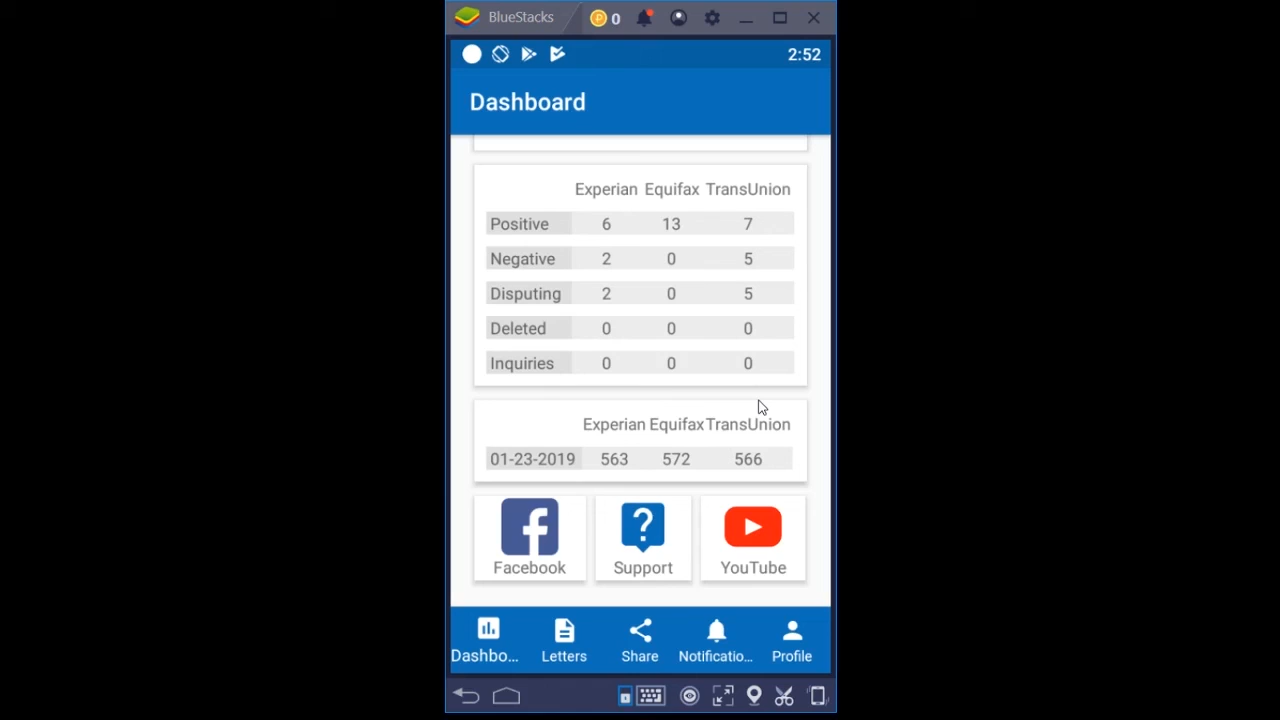 BlueStacks
0
2:52
Dashboard
Experian Equifax TransUnion
Positive 6 13 7
Negative 2 0 5
Disputing 2 0 5
Deleted 0 0 0
Inquiries 0 0 0
Experian Equifax TransUnion
01-23-2019 563 572 566
Facebook Support YouTube
Dashbo... Letters Share Notificatio... Profile